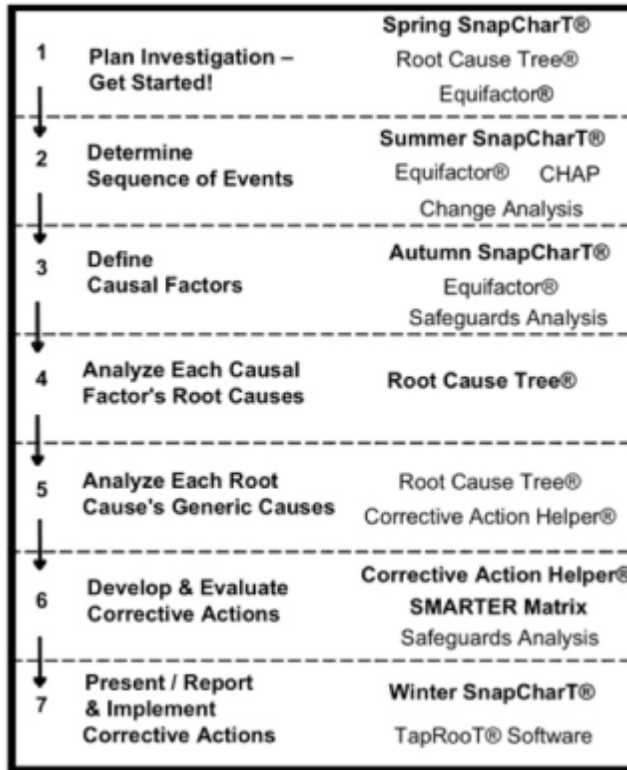 1
Plan Investigation –
Get Started!
Spring SnapCharT®
Root Cause Tree®
Equifactor®
2
Determine
Sequence of Events
Summer SnapCharT®
Equifactor® CHAP
Change Analysis
3
Define
Causal Factors
Autumn SnapCharT®
Equifactor®
Safeguards Analysis
4
Analyze Each Causal
Factor's Root Causes
Root Cause Tree®
5
Analyze Each Root
Cause's Generic Causes
Root Cause Tree®
Corrective Action Helper®
6
Develop & Evaluate
Corrective Actions
Corrective Action Helper®
SMARTER Matrix
Safeguards Analysis
7
Present / Report
& Implement
Corrective Actions
Winter SnapCharT®
TapRooT® Software